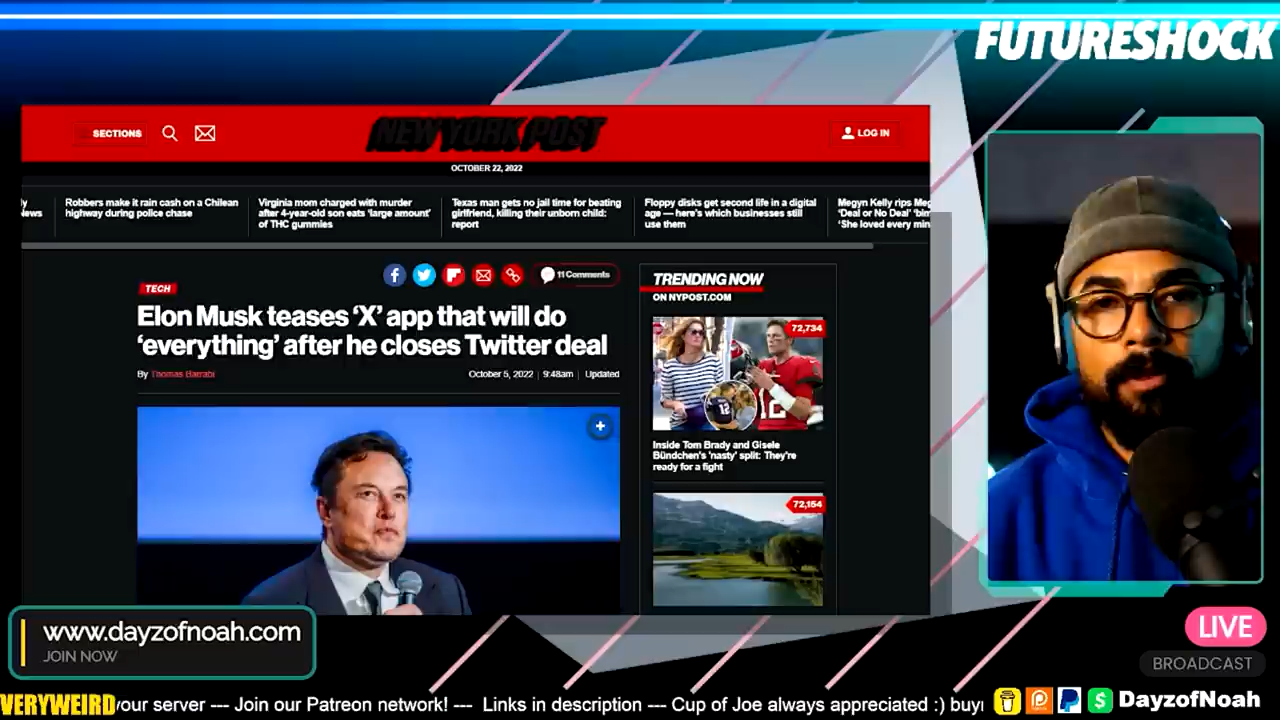 FUTURESHOCK
SECTIONS
NEW YORK POST
LOG IN
OCTOBER 22, 2022
Robbers make it rain cash on a Chilean
highway during police chase
Virginia mom charged with murder
after 4-year-old son eats 'large amount'
of THC gummies
Texas man gets no jail time for beating
girlfriend, killing their unborn child:
report
Floppy disks get second life in a digital
age — here's which businesses still
use them
Megyn Kelly rips
'Deal or No Deal'
'She loved every
11 Comments
TECH
Elon Musk teases ‘X’ app that will do
‘everything’ after he closes Twitter deal
By Thomas Barrabi
October 5, 2022 | 9:48am | Updated
TRENDING NOW
ON NYPOST.COM
72,734
12
Inside Tom Brady and Gisele
Bündchen's 'nasty' split: They're
ready for a fight
72,154
www.dayzofnoah.com
JOIN NOW
LIVE
BROADCAST
VERYWEIRD
your server --- Join our Patreon network! --- Links in description --- Cup of Joe always appreciated :)
DayzofNoah